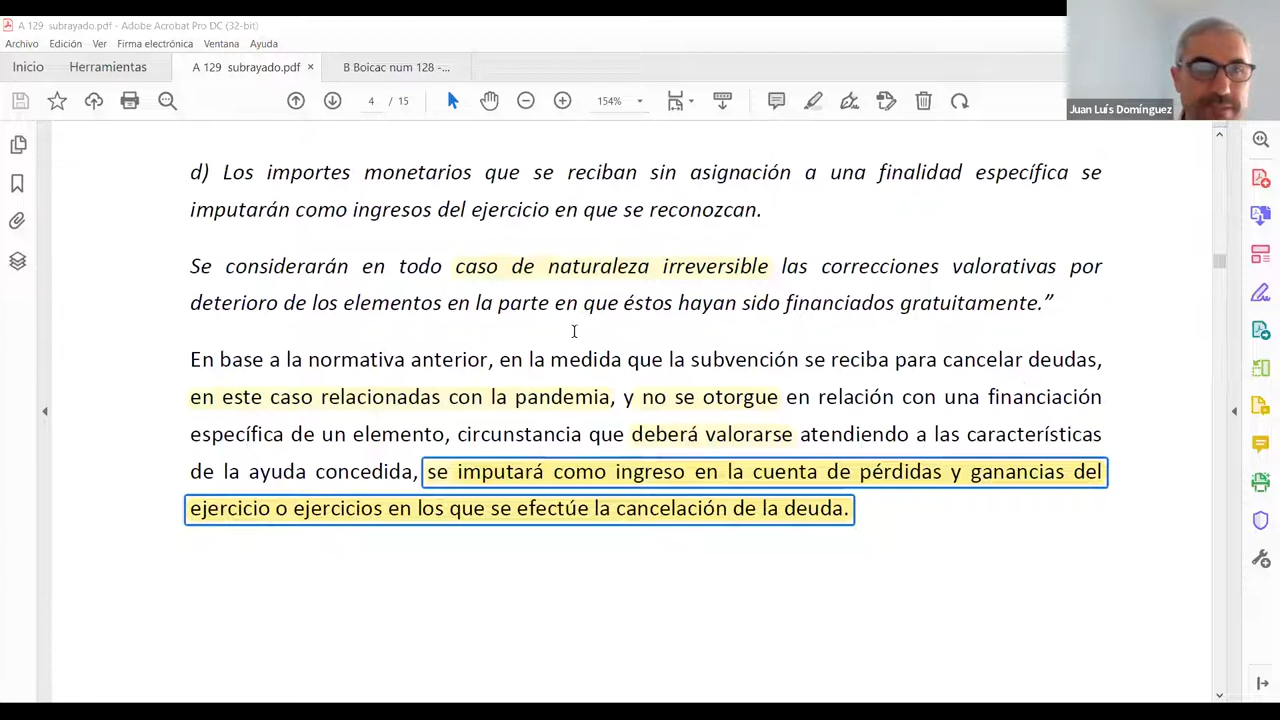 A 129 subrayado.pdf - Adobe Acrobat Pro DC (32-bit)
Archivo Edición Ver Firma electrónica Ventana Ayuda
Inicio Herramientas A 129 subrayado.pdf × B Boicac num 128 -...
4 / 15 154%
Juan Luís Domínguez
d) Los importes monetarios que se reciban sin asignación a una finalidad específica se
imputarán como ingresos del ejercicio en que se reconozcan.
Se considerarán en todo caso de naturaleza irreversible las correcciones valorativas por
deterioro de los elementos en la parte en que éstos hayan sido financiados gratuitamente.”
En base a la normativa anterior, en la medida que la subvención se reciba para cancelar deudas,
en este caso relacionadas con la pandemia, y no se otorgue en relación con una financiación
específica de un elemento, circunstancia que deberá valorarse atendiendo a las características
de la ayuda concedida, se imputará como ingreso en la cuenta de pérdidas y ganancias del
ejercicio o ejercicios en los que se efectúe la cancelación de la deuda.